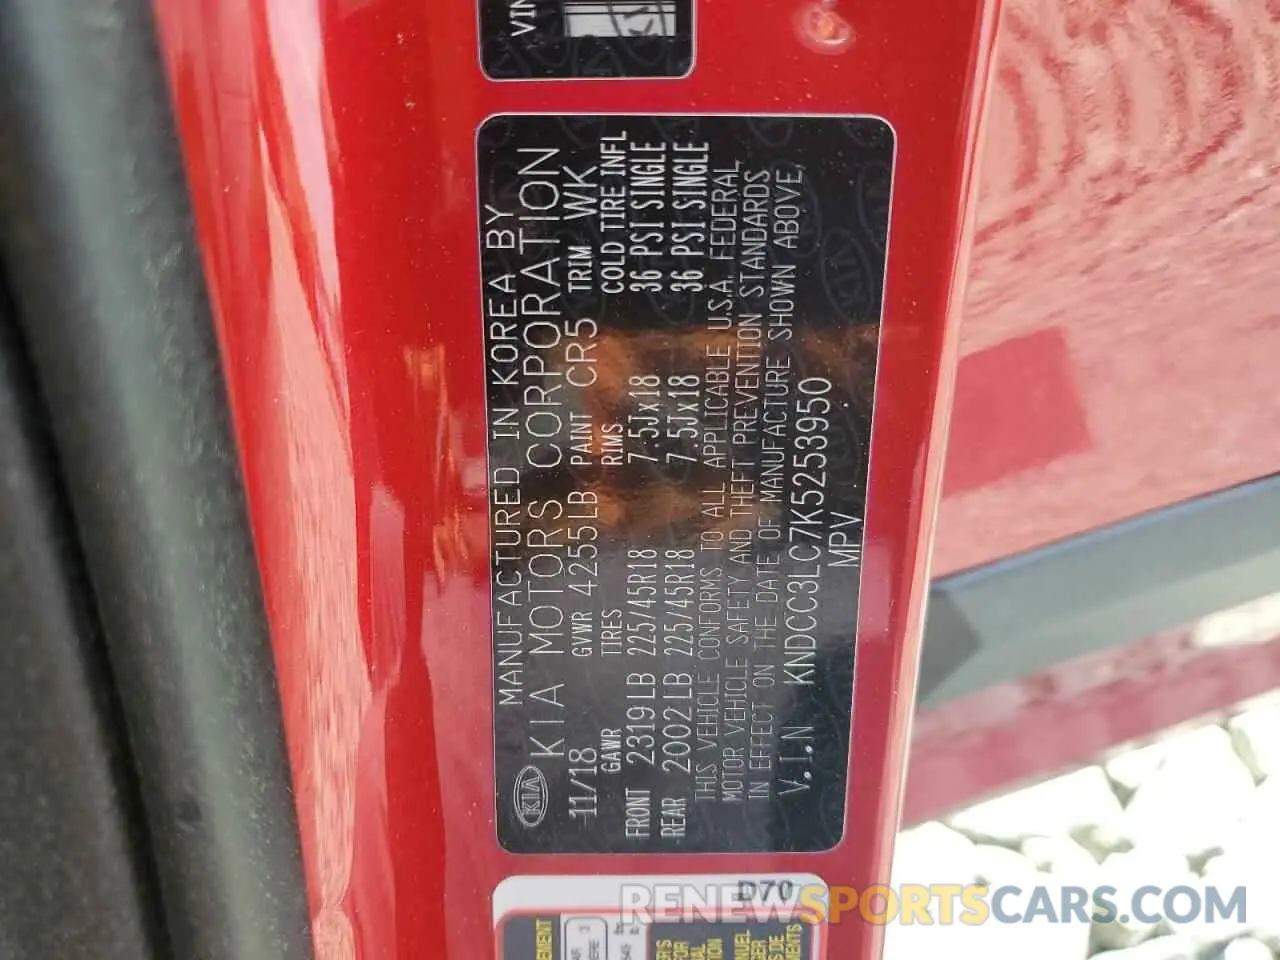 VIN
KIA
MANUFACTURED IN KOREA BY
KIA MOTORS CORPORATION
11/18 GVWR 4255LB PAINT CR5 TRIM WK
GAWR TIRES RIMS COLD TIRE INFL
FRONT 2319LB 225/45R18 7.5Jx18 36 PSI SINGLE
REAR 2002LB 225/45R18 7.5Jx18 36 PSI SINGLE
THIS VEHICLE CONFORMS TO ALL APPLICABLE U.S.A. FEDERAL
MOTOR VEHICLE SAFETY AND THEFT PREVENTION STANDARDS
IN EFFECT ON THE DATE OF MANUFACTURE SHOWN ABOVE.
V.I.N KNDCC3LC7K5253950
MPV
D70
RENEWSPORTSCARS.COM